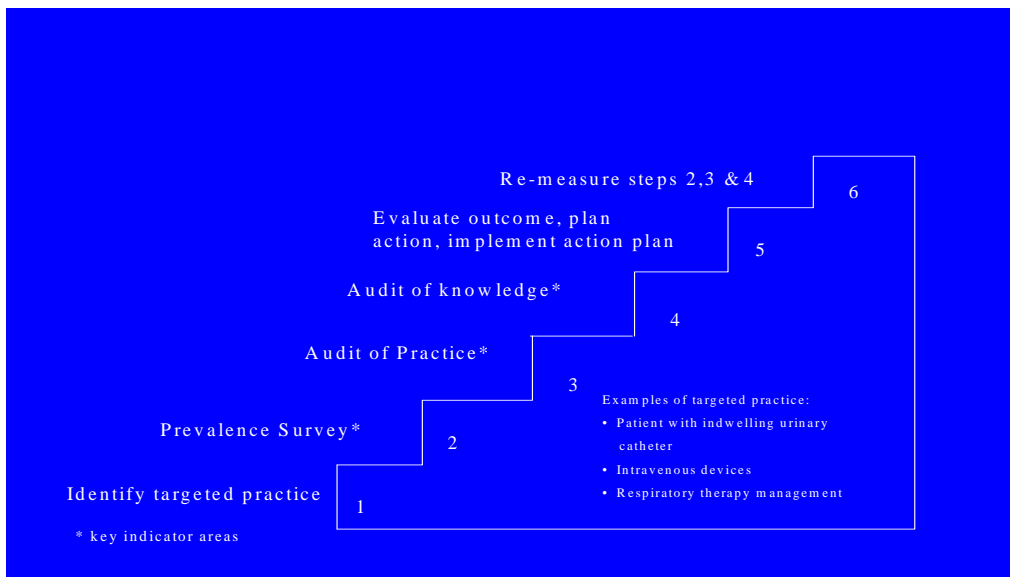 Re-measure steps 2,3 & 4
6
Evaluate outcome, plan
action, implement action plan
5
Audit of knowledge*
4
Audit of Practice*
3
Examples of targeted practice:
• Patient with indwelling urinary
catheter
• Intravenous devices
• Respiratory therapy management
Prevalence Survey*
2
Identify targeted practice
1
* key indicator areas